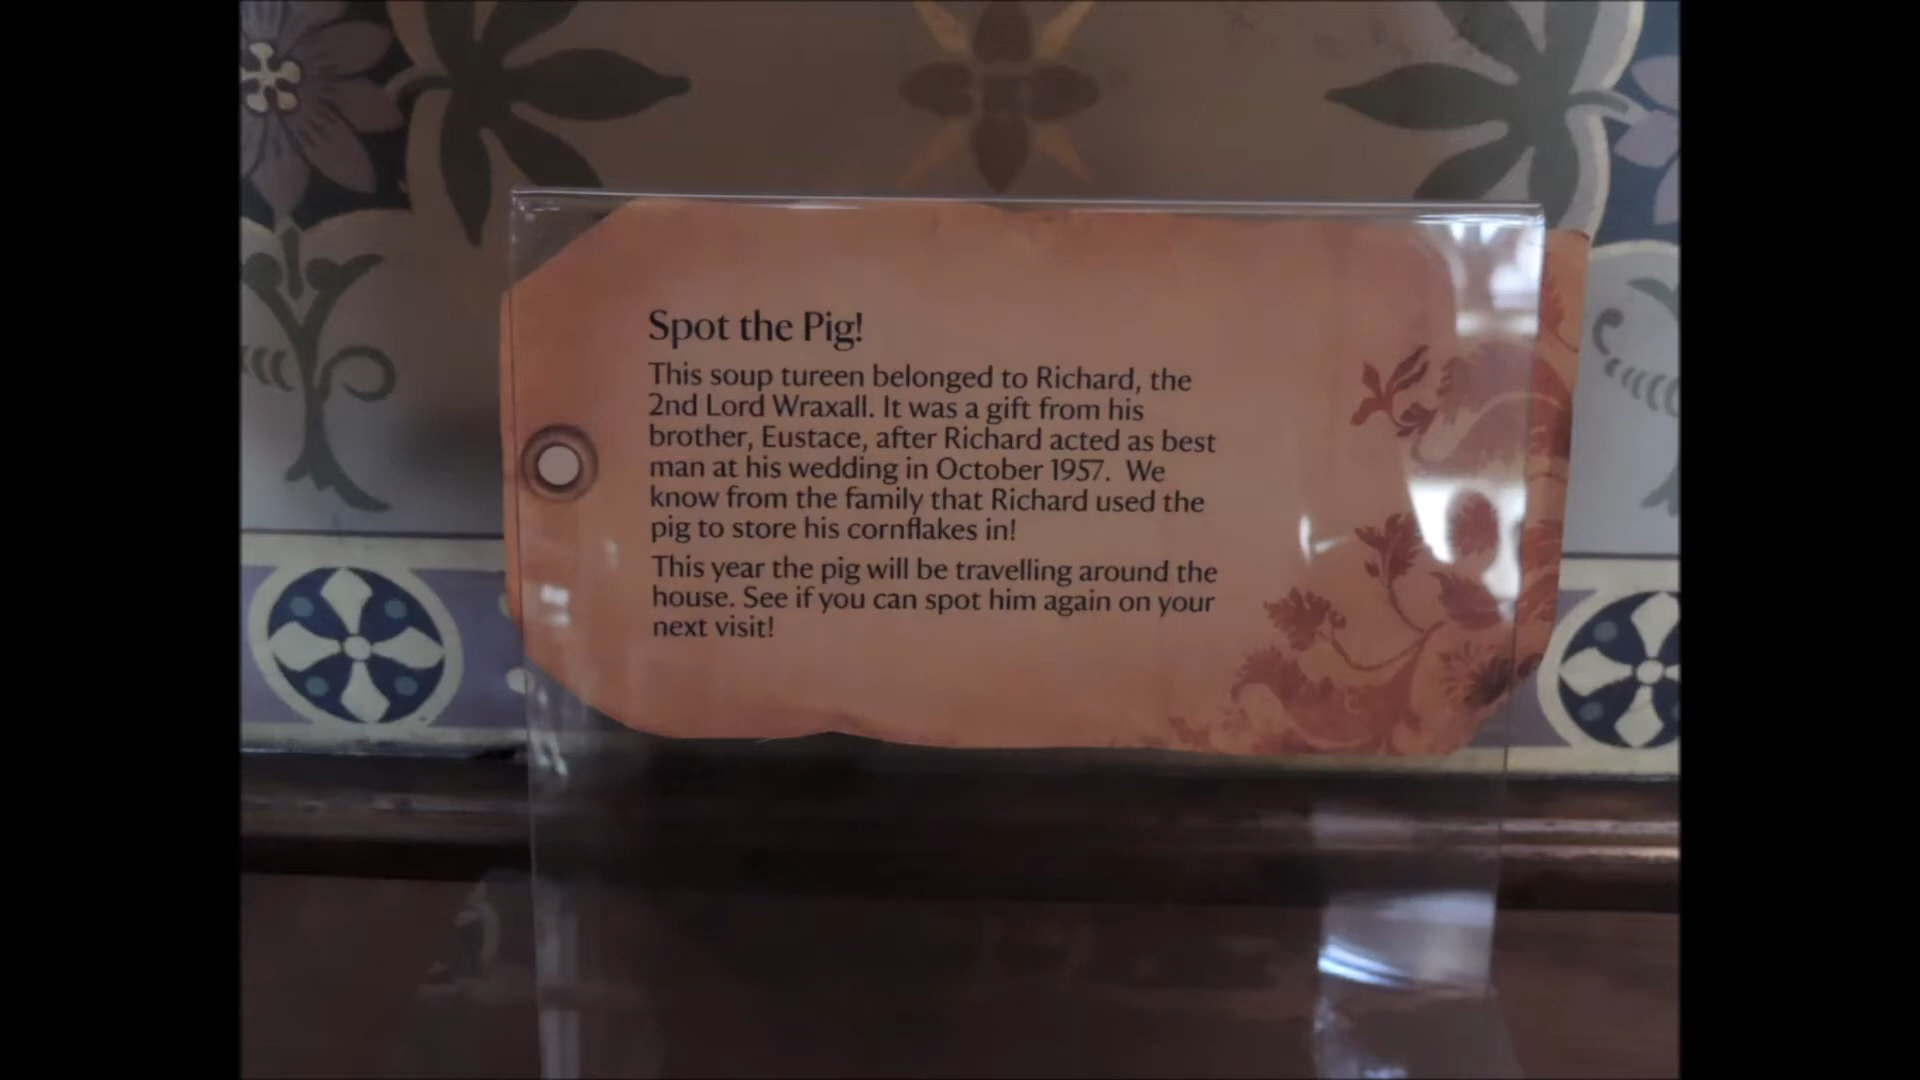 Spot the Pig!
This soup tureen belonged to Richard, the
2nd Lord Wraxall. It was a gift from his
brother, Eustace, after Richard acted as best
man at his wedding in October 1957. We
know from the family that Richard used the
pig to store his cornflakes in!
This year the pig will be travelling around the
house. See if you can spot him again on your
next visit!